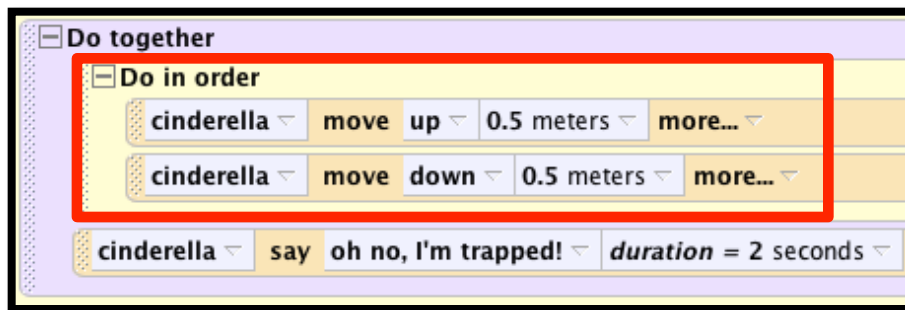 Do together
Do in order
cinderella move up 0.5 meters more...
cinderella move down 0.5 meters more...
cinderella say oh no, I'm trapped! duration = 2 seconds